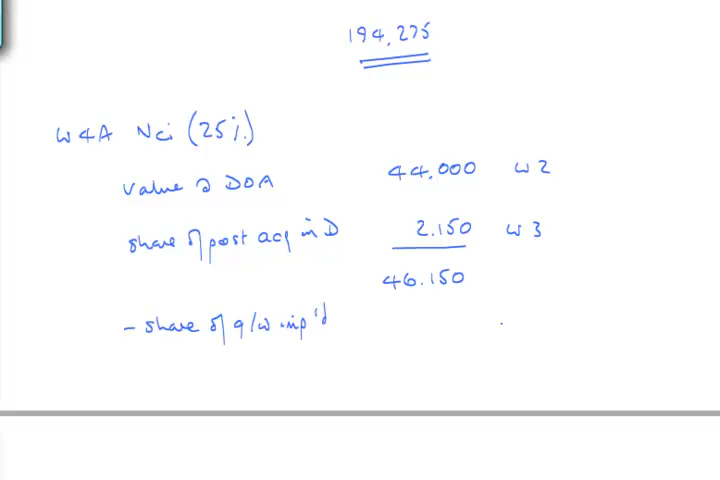 194,275
W4A Nci (25%)
Value @ DOA 44,000 W2
Share of post acq in D 2.150 W3
46.150
- Share of g/w imp'd